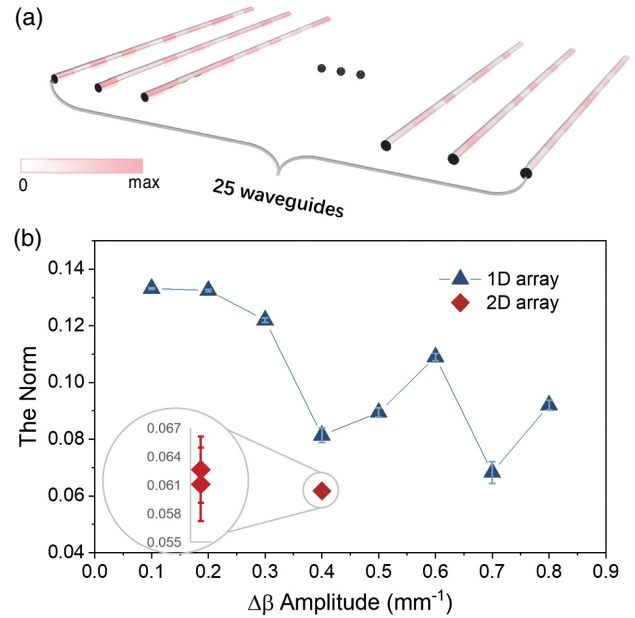 (a)
0 max
25 waveguides
(b)
The Norm
0.14
0.12
0.10
0.08
0.06
0.04
1D array
2D array
0.067
0.064
0.061
0.058
0.055
0.0 0.1 0.2 0.3 0.4 0.5 0.6 0.7 0.8 0.9
Δβ Amplitude (mm⁻¹)